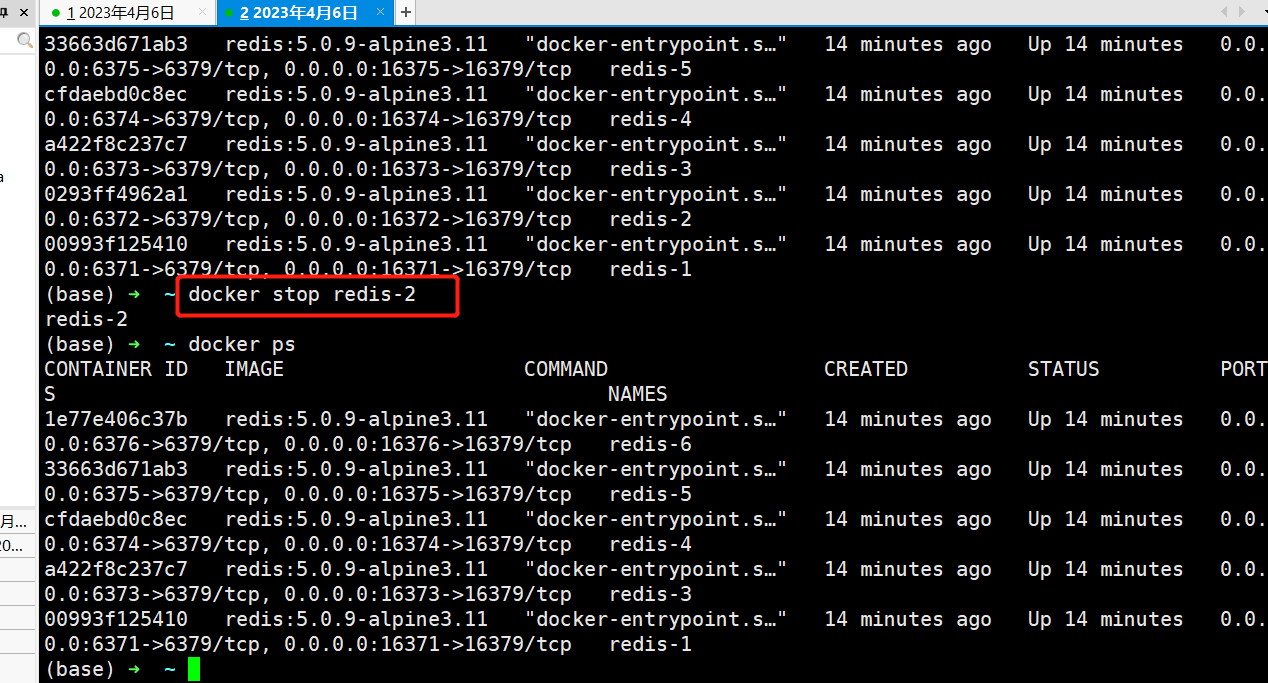 1 2023年4月6日
2 2023年4月6日
33663d671ab3 redis:5.0.9-alpine3.11 "docker-entrypoint.s…" 14 minutes ago Up 14 minutes 0.0.
0.0:6375->6379/tcp, 0.0.0.0:16375->16379/tcp redis-5
cfdaebd0c8ec redis:5.0.9-alpine3.11 "docker-entrypoint.s…" 14 minutes ago Up 14 minutes 0.0.
0.0:6374->6379/tcp, 0.0.0.0:16374->16379/tcp redis-4
a422f8c237c7 redis:5.0.9-alpine3.11 "docker-entrypoint.s…" 14 minutes ago Up 14 minutes 0.0.
0.0:6373->6379/tcp, 0.0.0.0:16373->16379/tcp redis-3
0293ff4962a1 redis:5.0.9-alpine3.11 "docker-entrypoint.s…" 14 minutes ago Up 14 minutes 0.0.
0.0:6372->6379/tcp, 0.0.0.0:16372->16379/tcp redis-2
00993f125410 redis:5.0.9-alpine3.11 "docker-entrypoint.s…" 14 minutes ago Up 14 minutes 0.0.
0.0:6371->6379/tcp, 0.0.0.0:16371->16379/tcp redis-1
(base) → ~ docker stop redis-2
redis-2
(base) → ~ docker ps
CONTAINER ID IMAGE COMMAND CREATED STATUS PORT
S NAMES
1e77e406c37b redis:5.0.9-alpine3.11 "docker-entrypoint.s…" 14 minutes ago Up 14 minutes 0.0.
0.0:6376->6379/tcp, 0.0.0.0:16376->16379/tcp redis-6
33663d671ab3 redis:5.0.9-alpine3.11 "docker-entrypoint.s…" 14 minutes ago Up 14 minutes 0.0.
0.0:6375->6379/tcp, 0.0.0.0:16375->16379/tcp redis-5
cfdaebd0c8ec redis:5.0.9-alpine3.11 "docker-entrypoint.s…" 14 minutes ago Up 14 minutes 0.0.
0.0:6374->6379/tcp, 0.0.0.0:16374->16379/tcp redis-4
a422f8c237c7 redis:5.0.9-alpine3.11 "docker-entrypoint.s…" 14 minutes ago Up 14 minutes 0.0.
0.0:6373->6379/tcp, 0.0.0.0:16373->16379/tcp redis-3
00993f125410 redis:5.0.9-alpine3.11 "docker-entrypoint.s…" 14 minutes ago Up 14 minutes 0.0.
0.0:6371->6379/tcp, 0.0.0.0:16371->16379/tcp redis-1
(base) → ~
月...
20...